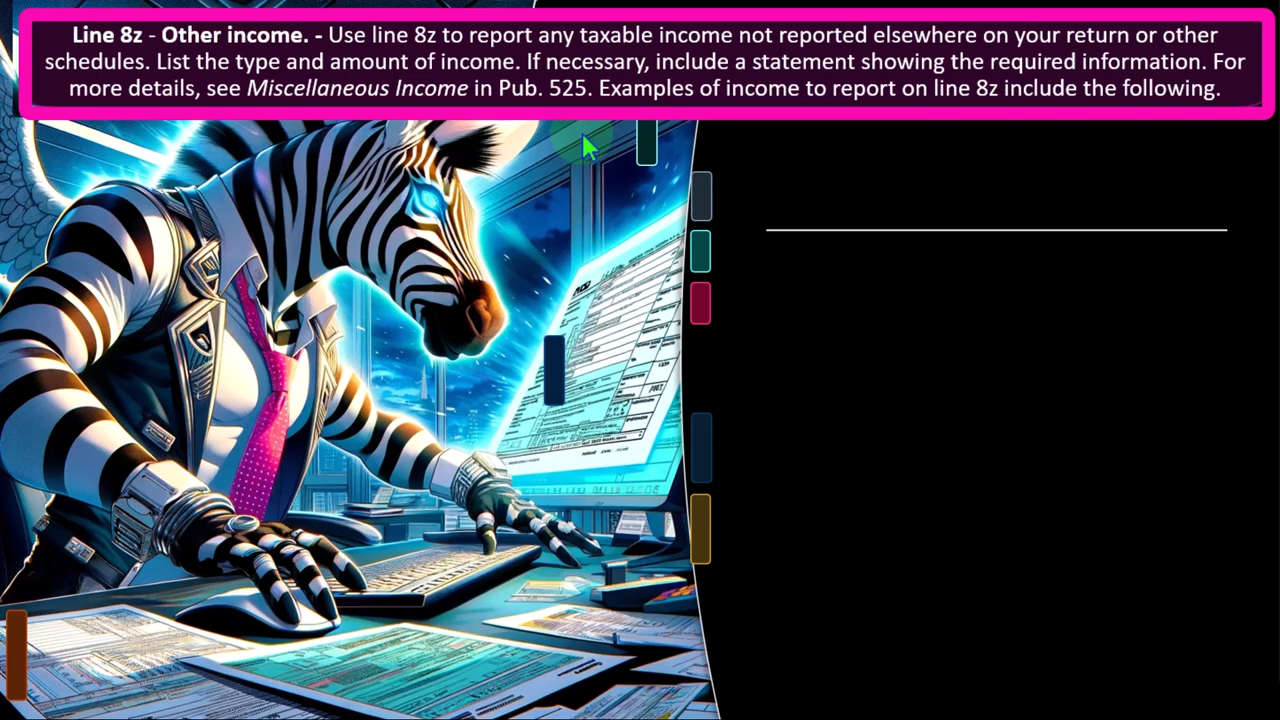 Line 8z - Other income. - Use line 8z to report any taxable income not reported elsewhere on your return or other
schedules. List the type and amount of income. If necessary, include a statement showing the required information. For
more details, see Miscellaneous Income in Pub. 525. Examples of income to report on line 8z include the following.